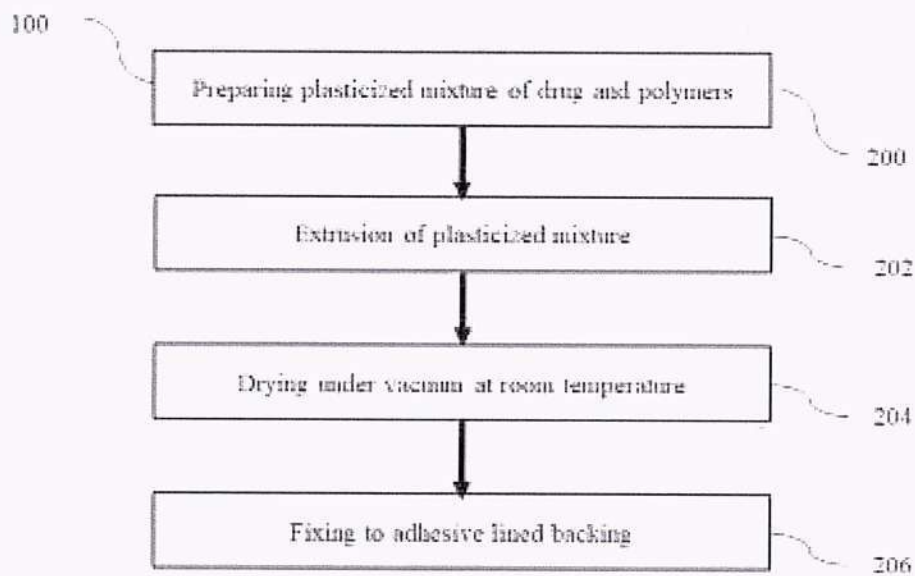 100
Preparing plasticized mixture of drug and polymers
200
Extrusion of plasticized mixture
202
Drying under vacuum at room temperature
204
Fixing to adhesive lined backing
206